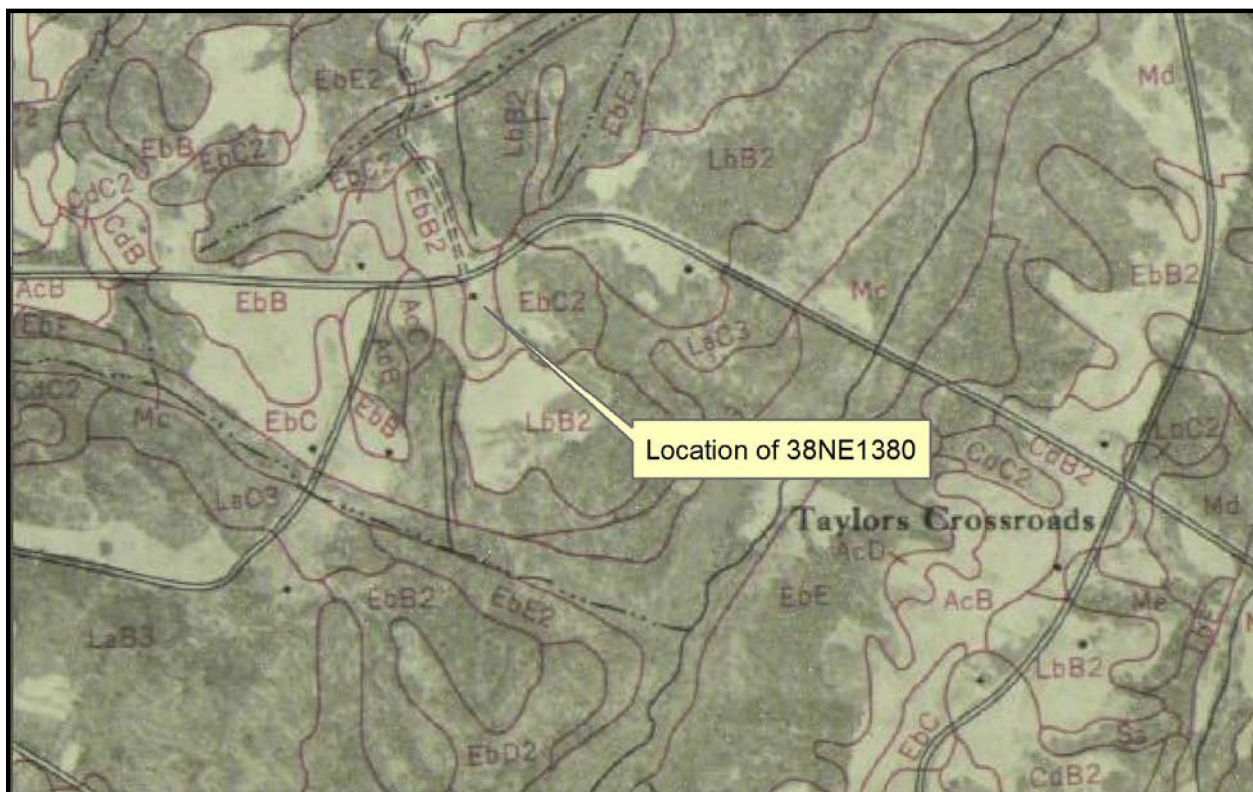 Md
EbE2
LbB2
EbE2
LbB2
EbB
EbC2
EbC2
CdC2
EbB2
CdB
EbB2
AcB
EbB
EbC2
Mc
AcC
LaC3
AcB
CdC2
Mc
EbC
EbB
LbB2
Location of 38NE1380
CdC2
CdB2
LbC2
LaC3
Taylors Crossroads
Md
AcD
EbB2
EbE2
EbE
AcB
Me
LaB3
LbB2
EbC
EbD2
CdB2